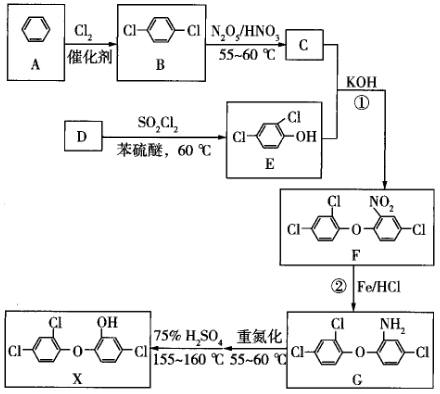 Cl₂
催化剂
A
Cl
Cl
B
N₂O₅/HNO₃
55~60 ℃
C
KOH
①
D
SO₂Cl₂
苯硫醚，60 ℃
Cl
Cl
OH
E
Cl
NO₂
Cl
O
Cl
F
② Fe/HCl
Cl
NH₂
Cl
O
Cl
G
重氮化
55~60 ℃
75% H₂SO₄
155~160 ℃
Cl
OH
Cl
O
Cl
X